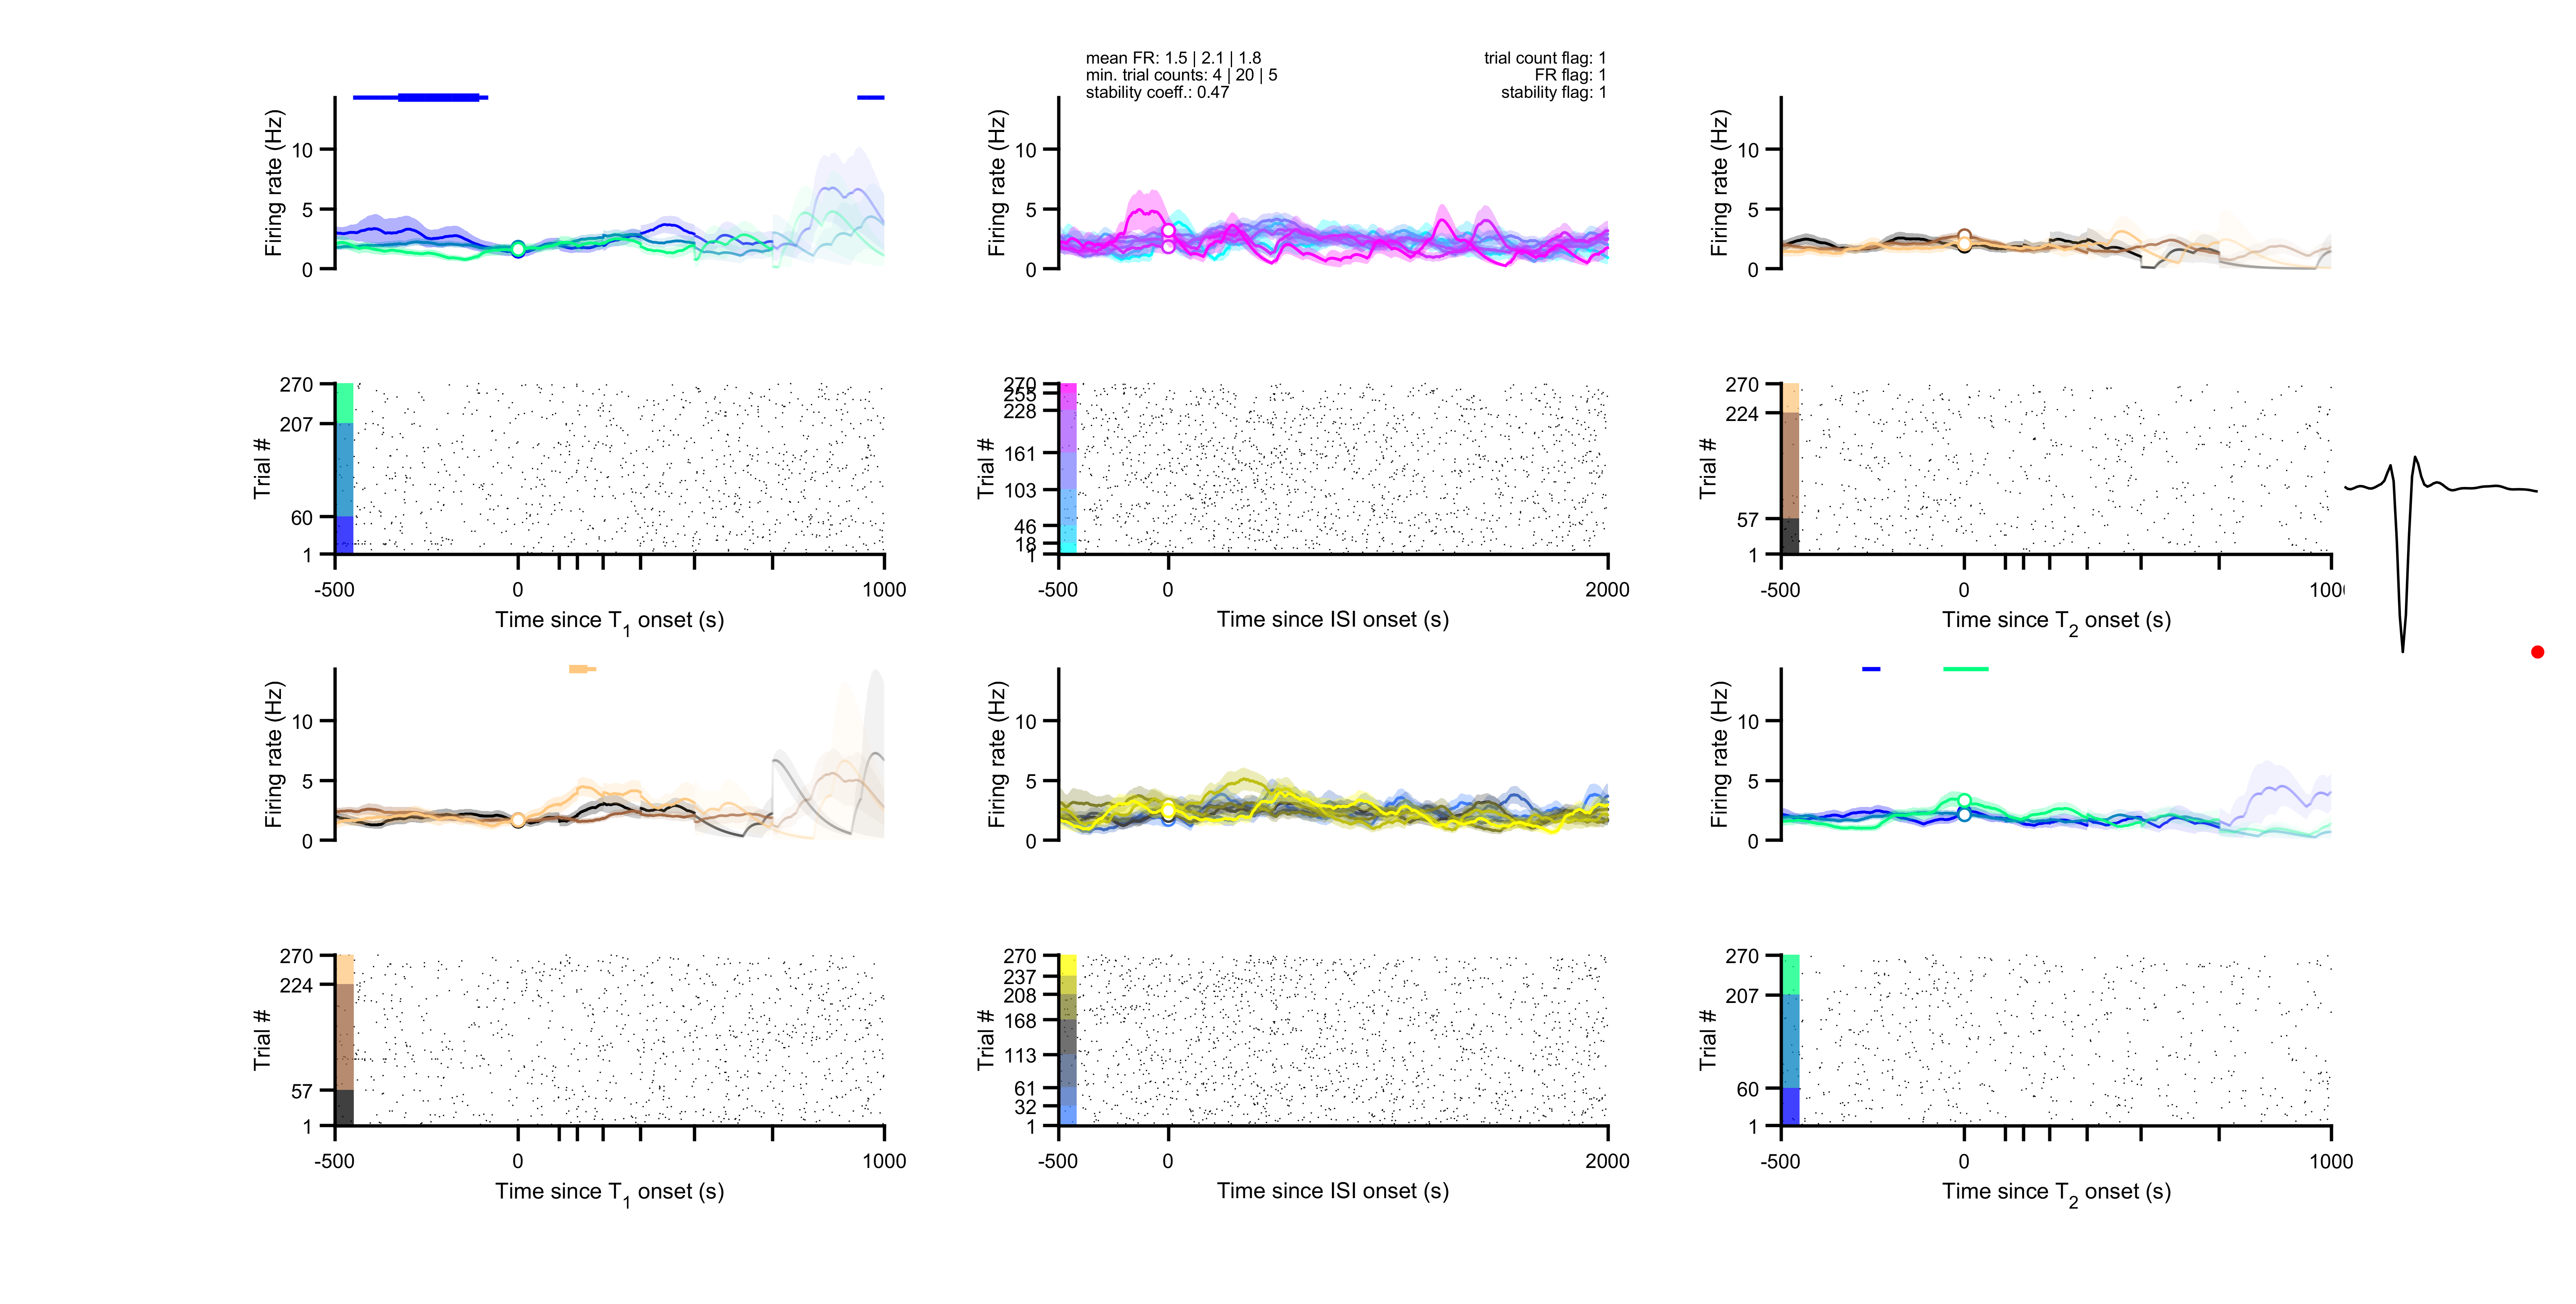 mean FR: 1.5 | 2.1 | 1.8
min. trial counts: 4 | 20 | 5
stability coeff.: 0.47
trial count flag: 1
FR flag: 1
stability flag: 1
Firing rate (Hz)
10
5
0
Firing rate (Hz)
10
5
0
Firing rate (Hz)
10
5
0
Trial #
270
207
60
1
-500
0
1000
Time since T1 onset (s)
Trial #
270
255
228
161
103
46
18
1
-500
0
2000
Time since ISI onset (s)
Trial #
270
224
57
1
-500
0
1000
Time since T2 onset (s)
Firing rate (Hz)
10
5
0
Firing rate (Hz)
10
5
0
Firing rate (Hz)
10
5
0
Trial #
270
224
57
1
-500
0
1000
Time since T1 onset (s)
Trial #
270
237
208
168
113
61
32
1
-500
0
2000
Time since ISI onset (s)
Trial #
270
207
60
1
-500
0
1000
Time since T2 onset (s)